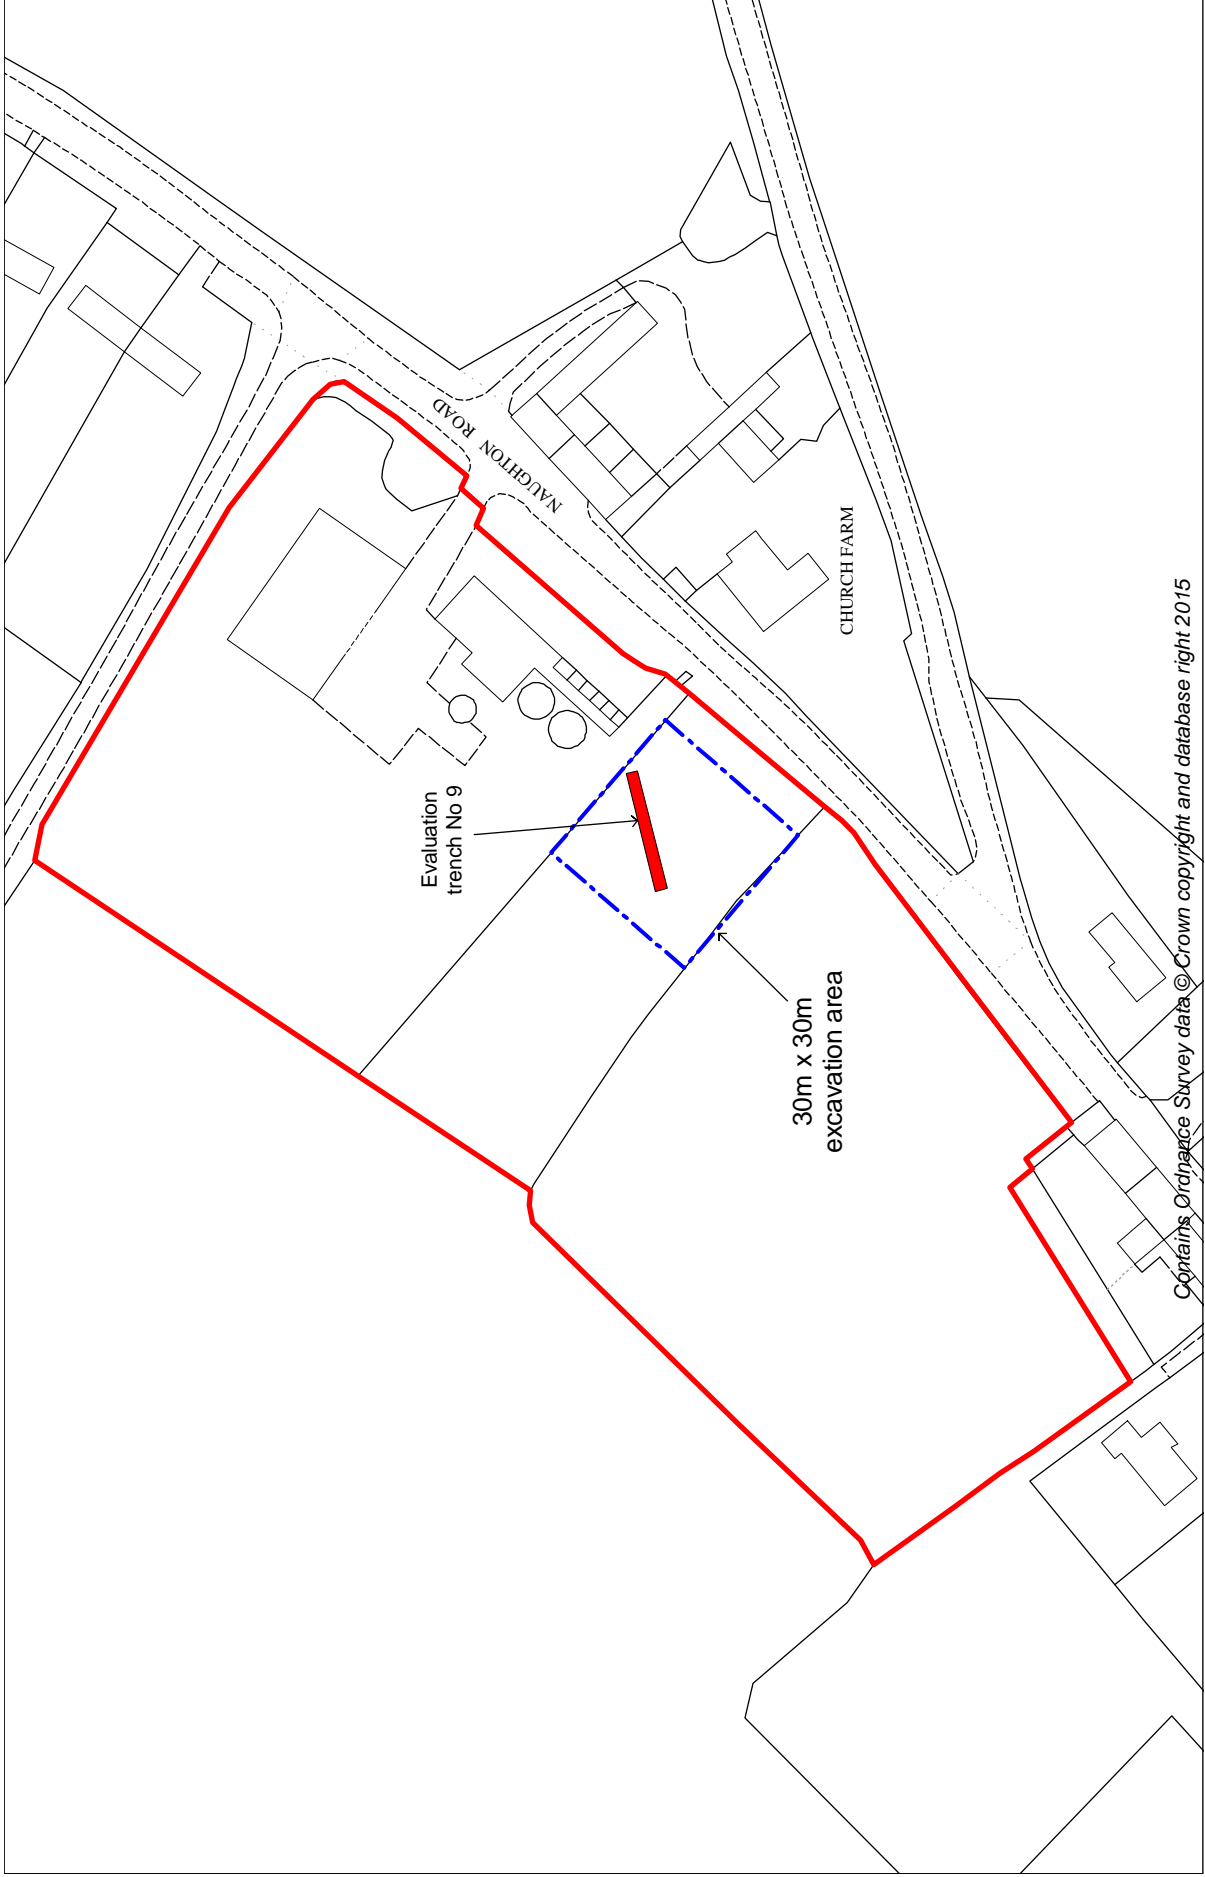 NAUGHTON ROAD
CHURCH FARM
Evaluation
trench No 9
30m x 30m
excavation area
Contains Ordnance Survey data © Crown copyright and database right 2015